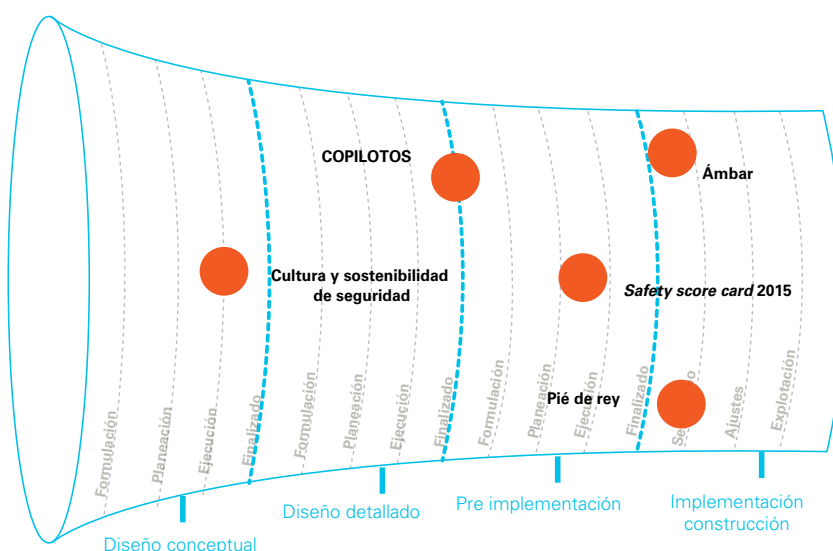 COPILOTOS
Ámbar
Cultura y sostenibilidad
de seguridad
Safety score card 2015
Pié de rey
Formulación
Planeación
Ejecución
Finalizado
Formulación
Planeación
Ejecución
Finalizado
Formulación
Planeación
Ejecución
Finalizado
Ajustes
Explotación
Diseño conceptual
Diseño detallado
Pre implementación
Implementación
construcción